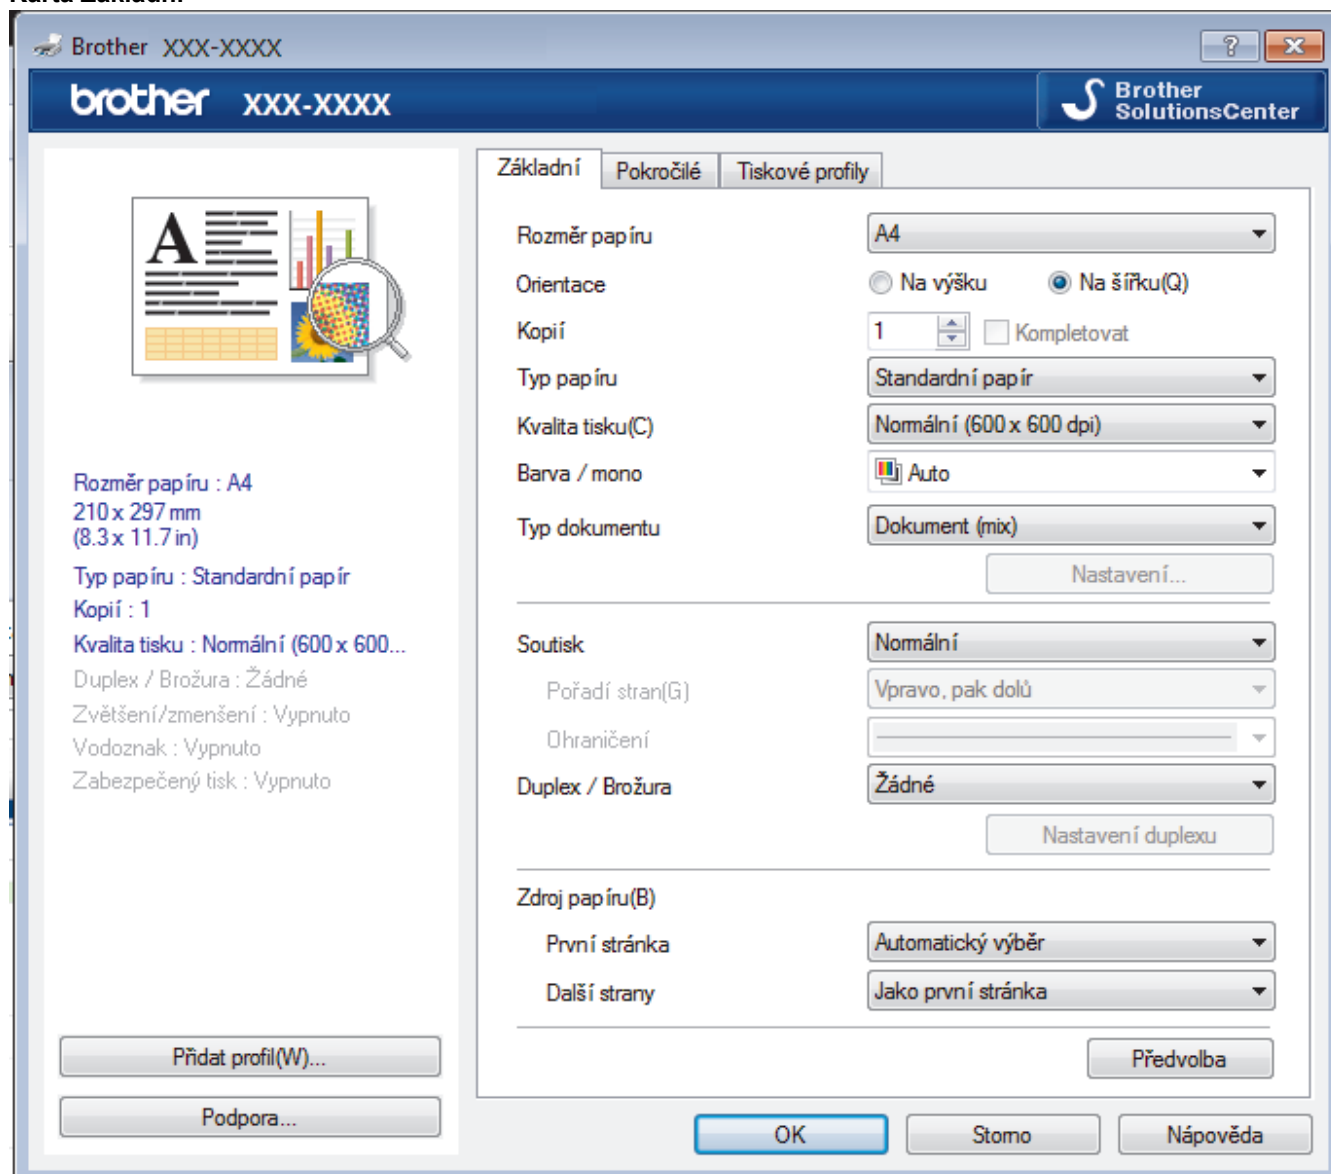 Brother XXX-XXXX
brother XXX-XXXX
Brother
SolutionsCenter
Základní Pokročilé Tiskové profily
A
Rozměr papíru A4
Orientace Na výšku Na šířku(Q)
Kopií 1 Kompletovat
Typ papíru Standardní papír
Kvalita tisku(C) Normální (600 x 600 dpi)
Barva / mono Auto
Typ dokumentu Dokument (mix)
Nastavení...
Soutisk Normální
Pořadí stran(G) Vpravo, pak dolů
Ohraničení
Duplex / Brožura Žádné
Nastavení duplexu
Zdroj papíru(B)
První stránka Automatický výběr
Další strany Jako první stránka
Předvolba
Rozměr papíru : A4
210 x 297 mm
(8.3 x 11.7 in)
Typ papíru : Standardní papír
Kopií : 1
Kvalita tisku : Normální (600 x 600...
Duplex / Brožura : Žádné
Zvětšení/zmenšení : Vypnuto
Vodoznak : Vypnuto
Zabezpečený tisk : Vypnuto
Přidat profil(W)...
Podpora...
OK Storno Nápověda